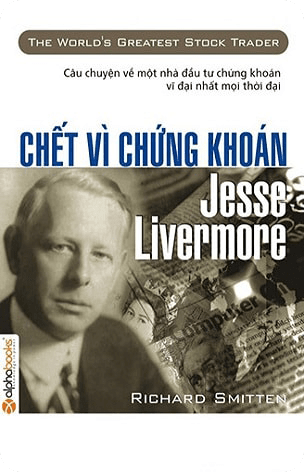 THE WORLD'S GREATEST STOCK TRADER
Câu chuyện về một nhà đầu tư chứng khoán
vĩ đại nhất mọi thời đại
CHẾT VÌ CHỨNG KHOÁN
Jesse
Livermore
Computer
alphabooks
RICHARD SMITTEN